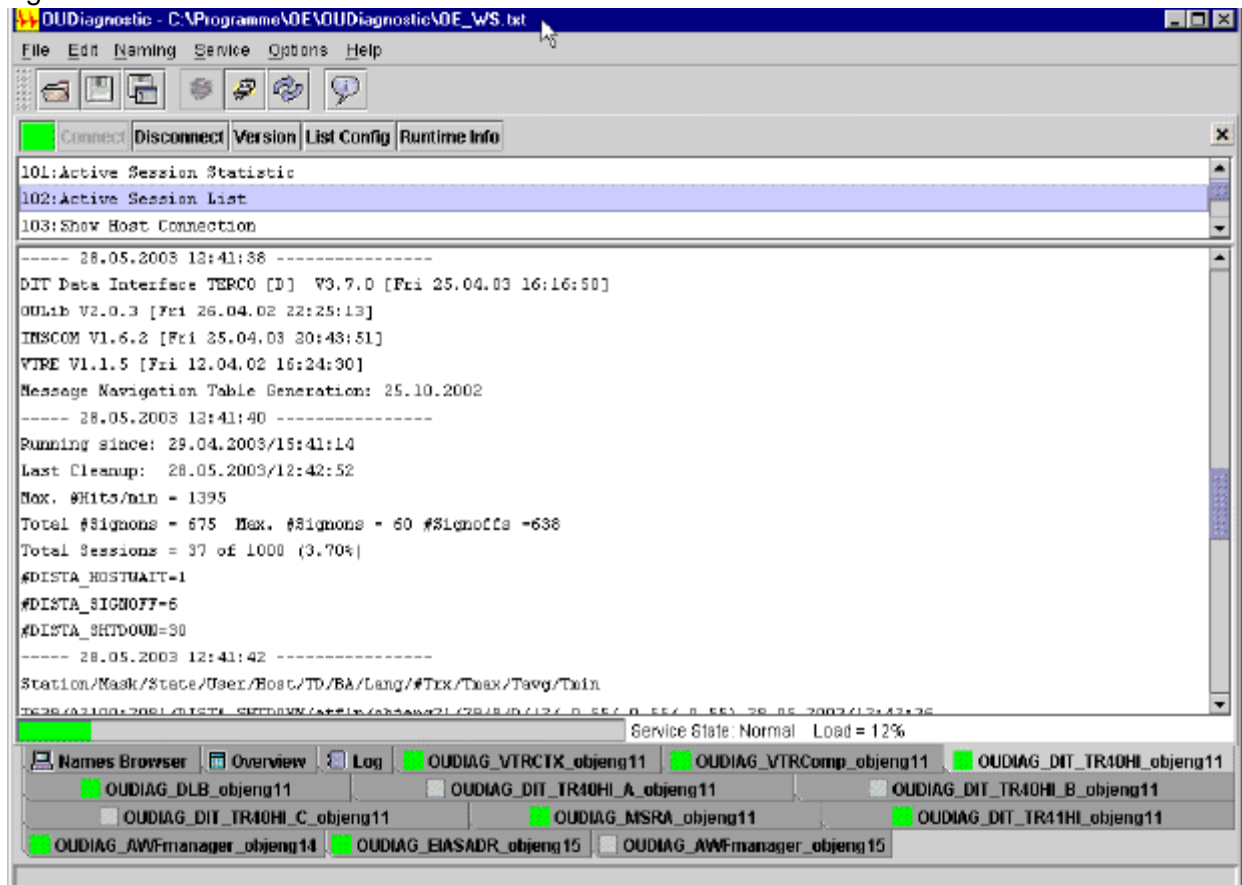 OUDiagnostic - C:\Programme\OE\OUDiagnostic\OE_WS.txt
File Edit Naming Service Options Help
Connect Disconnect Version List Config Runtime Info
101:Active Session Statistic
102:Active Session List
103:Show Host Connection
----- 28.05.2003 12:41:38 ----------------
DIT Data Interface TERCO [D] V3.7.0 [Fri 25.04.03 16:16:50]
OULib V2.0.3 [Fri 26.04.02 22:25:13]
INSCOM V1.6.2 [Fri 25.04.03 20:43:51]
VTRE V1.1.5 [Fri 12.04.02 16:24:30]
Message Navigation Table Generation: 25.10.2002
----- 28.05.2003 12:41:40 ----------------
Running since: 29.04.2003/15:41:14
Last Cleanup: 28.05.2003/12:42:52
Max. #Hits/min = 1395
Total #Signons = 675 Max. #Signons = 60 #Signoffs =638
Total Sessions = 37 of 1000 (3.70%|
#DISTA_HOSTWAIT=1
#DISTA_SIGNOFF=6
#DISTA_SHTDOWN=30
----- 28.05.2003 12:41:42 ----------------
Station/Mask/State/User/Host/TD/BA/Lang/#Trx/Tmax/Tavg/Tmin
Service State: Normal Load = 12%
Names Browser Overview Log OUDIAG_VTRCTX_objeng11 OUDIAG_VTRComp_objeng11 OUDIAG_DIT_TR40HI_objeng11
OUDIAG_DLB_objeng11 OUDIAG_DIT_TR40HI_A_objeng11 OUDIAG_DIT_TR40HI_B_objeng11
OUDIAG_DIT_TR40HI_C_objeng11 OUDIAG_MSRA_objeng11 OUDIAG_DIT_TR41HI_objeng11
OUDIAG_AWFmanager_objeng14 OUDIAG_EIASADR_objeng15 OUDIAG_AWFmanager_objeng15